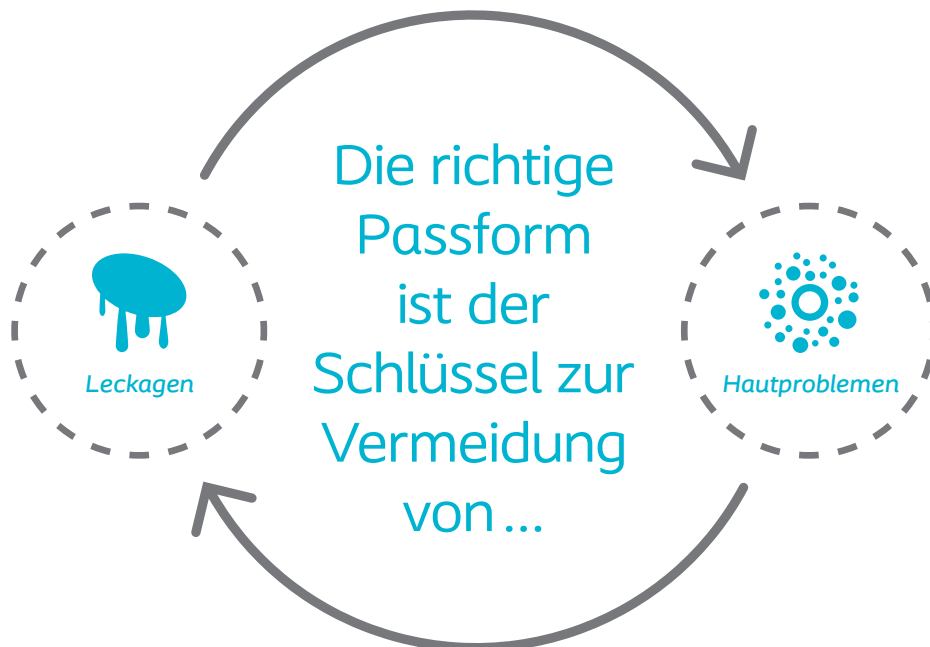 Die richtige
Passform
ist der
Schlüssel zur
Vermeidung
von ...
Leckagen
Hautproblemen